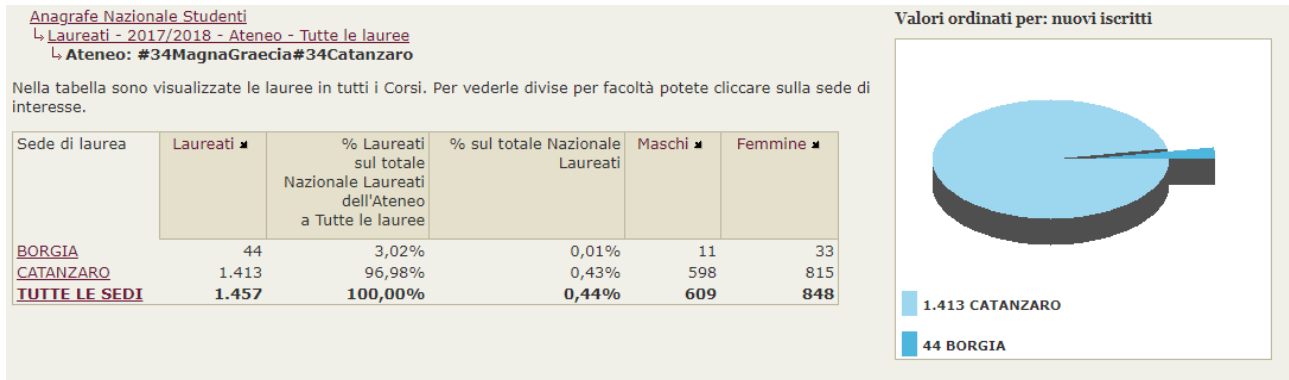 Anagrafe Nazionale Studenti
↳ Laureati - 2017/2018 - Ateneo - Tutte le lauree
↳ Ateneo: #34MagnaGraecia#34Catanzaro
Nella tabella sono visualizzate le lauree in tutti i Corsi. Per vederle divise per facoltà potete cliccare sulla sede di
interesse.
Sede di laurea Laureati % Laureati % sul totale Nazionale Maschi Femmine
sul totale Laureati
Nazionale Laureati
dell'Ateneo
a Tutte le lauree
BORGIA 44 3,02% 0,01% 11 33
CATANZARO 1.413 96,98% 0,43% 598 815
TUTTE LE SEDI 1.457 100,00% 0,44% 609 848
Valori ordinati per: nuovi iscritti
1.413 CATANZARO
44 BORGIA